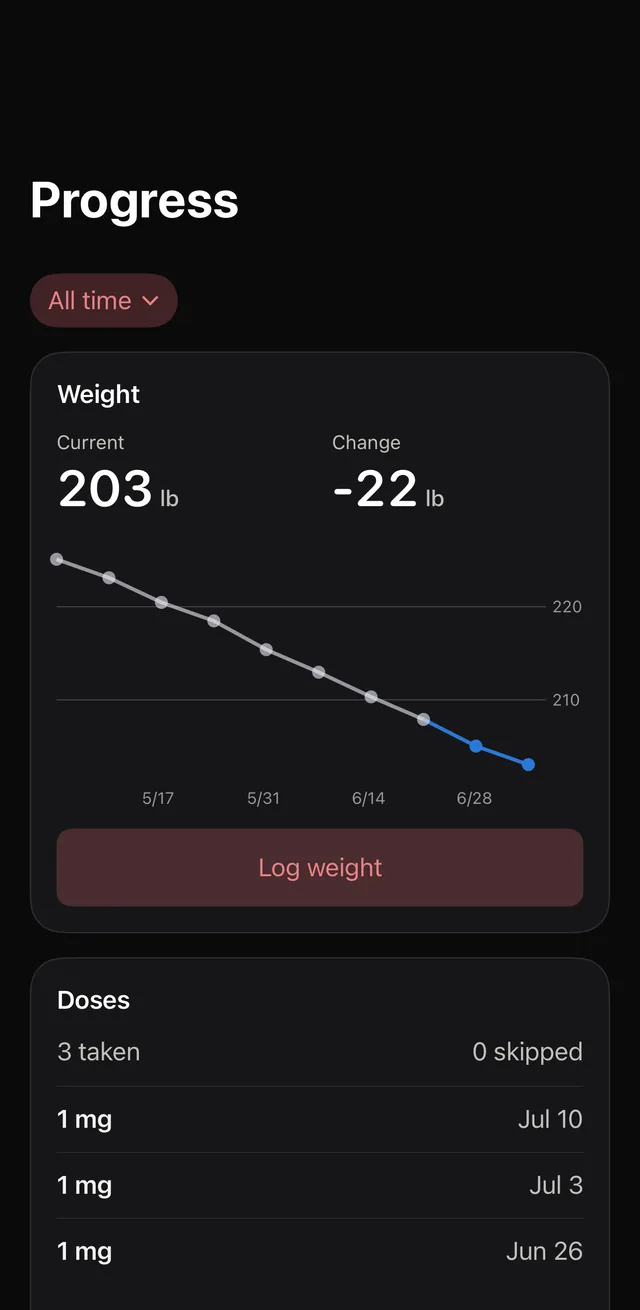 Progress
All time
Weight
Current Change
203 lb -22 lb
220
210
5/17 5/31 6/14 6/28
Log weight
Doses
3 taken 0 skipped
1 mg Jul 10
1 mg Jul 3
1 mg Jun 26